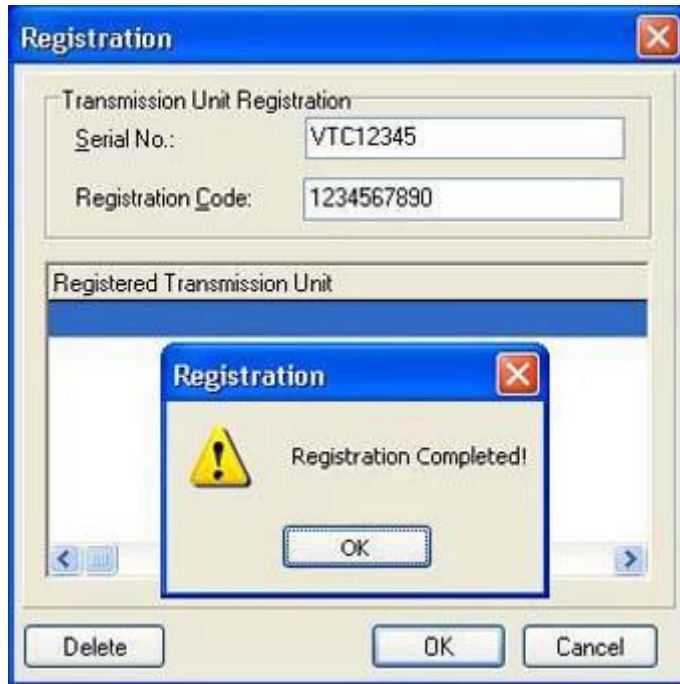 Registration
Transmission Unit Registration
Serial No.: VTC12345
Registration Code: 1234567890
Registered Transmission Unit
Registration
Registration Completed!
OK
Delete OK Cancel